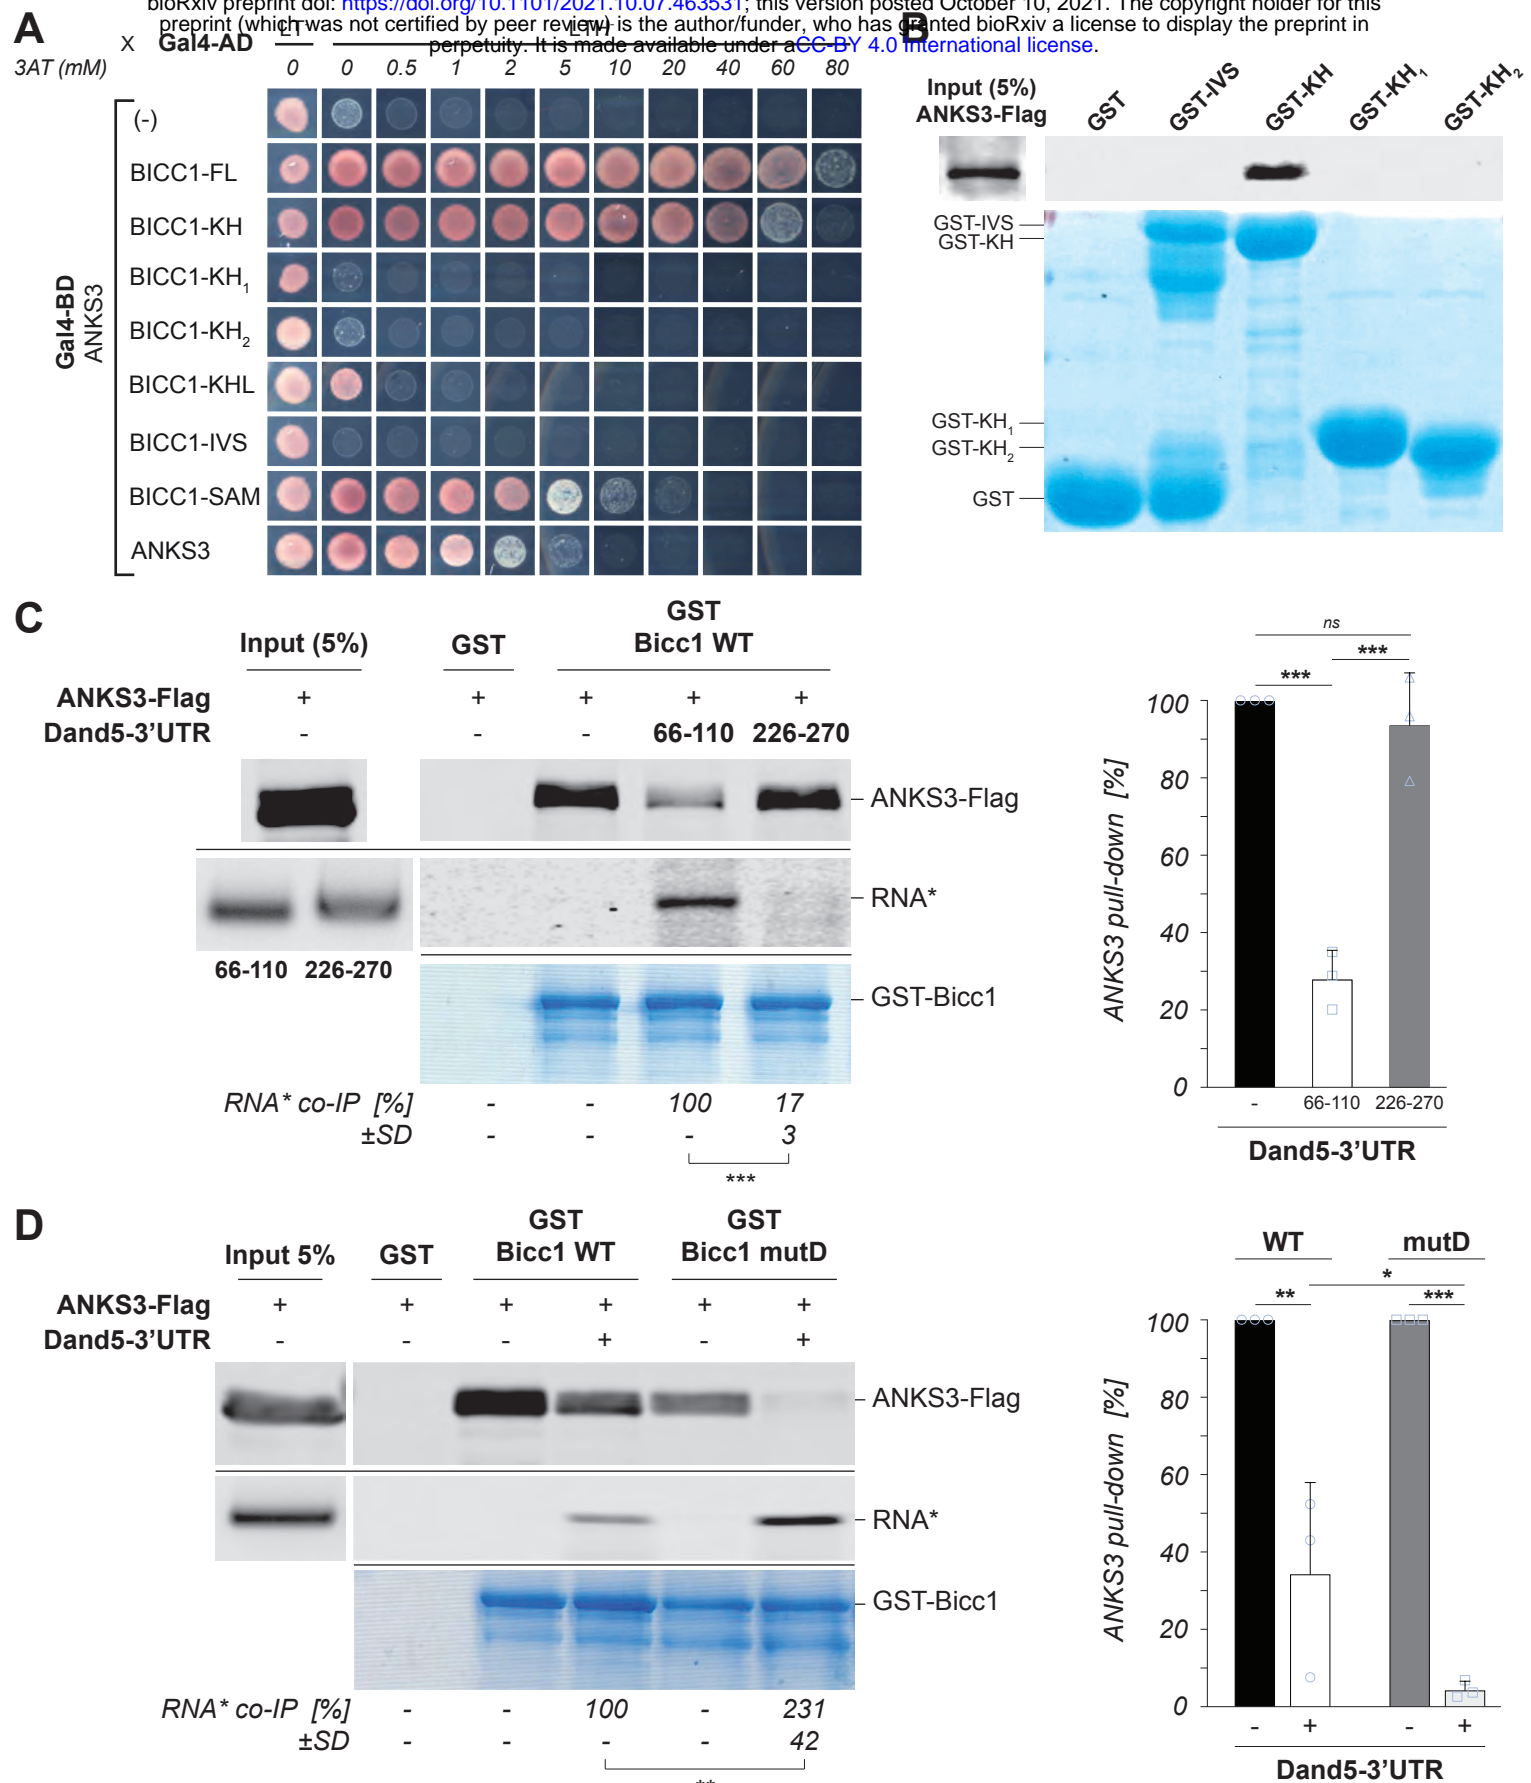 bioRxiv preprint doi: https://doi.org/10.1101/2021.10.07.463531; this version posted October 10, 2021. The copyright holder for this
preprint (which was not certified by peer review) is the author/funder, who has granted bioRxiv a license to display the preprint in
perpetuity. It is made available under aCC-BY 4.0 International license.
A
X Gal4-AD LT LTH
3AT (mM) 0 0 0.5 1 2 5 10 20 40 60 80
Gal4-BD
ANKS3
(-)
BICC1-FL
BICC1-KH
BICC1-KH1
BICC1-KH2
BICC1-KHL
BICC1-IVS
BICC1-SAM
ANKS3
B
Input (5%)
ANKS3-Flag
GST GST-IVS GST-KH GST-KH1 GST-KH2
GST-IVS
GST-KH
GST-KH1
GST-KH2
GST
C
Input (5%) GST GST
Bicc1 WT
ANKS3-Flag + + + + +
Dand5-3'UTR - - - 66-110 226-270
ANKS3-Flag
RNA*
66-110 226-270
GST-Bicc1
RNA* co-IP [%] - - 100 17
±SD - - - 3
***
ns
***
***
ANKS3 pull-down [%]
100
80
60
40
20
0
- 66-110 226-270
Dand5-3'UTR
D
Input 5% GST GST
Bicc1 WT GST
Bicc1 mutD
ANKS3-Flag + + + + + +
Dand5-3'UTR - - - + - +
ANKS3-Flag
RNA*
GST-Bicc1
RNA* co-IP [%] - - 100 - 231
±SD - - - - 42
**
WT mutD
*
** ***
ANKS3 pull-down [%]
100
80
60
40
20
0
- + - +
Dand5-3'UTR